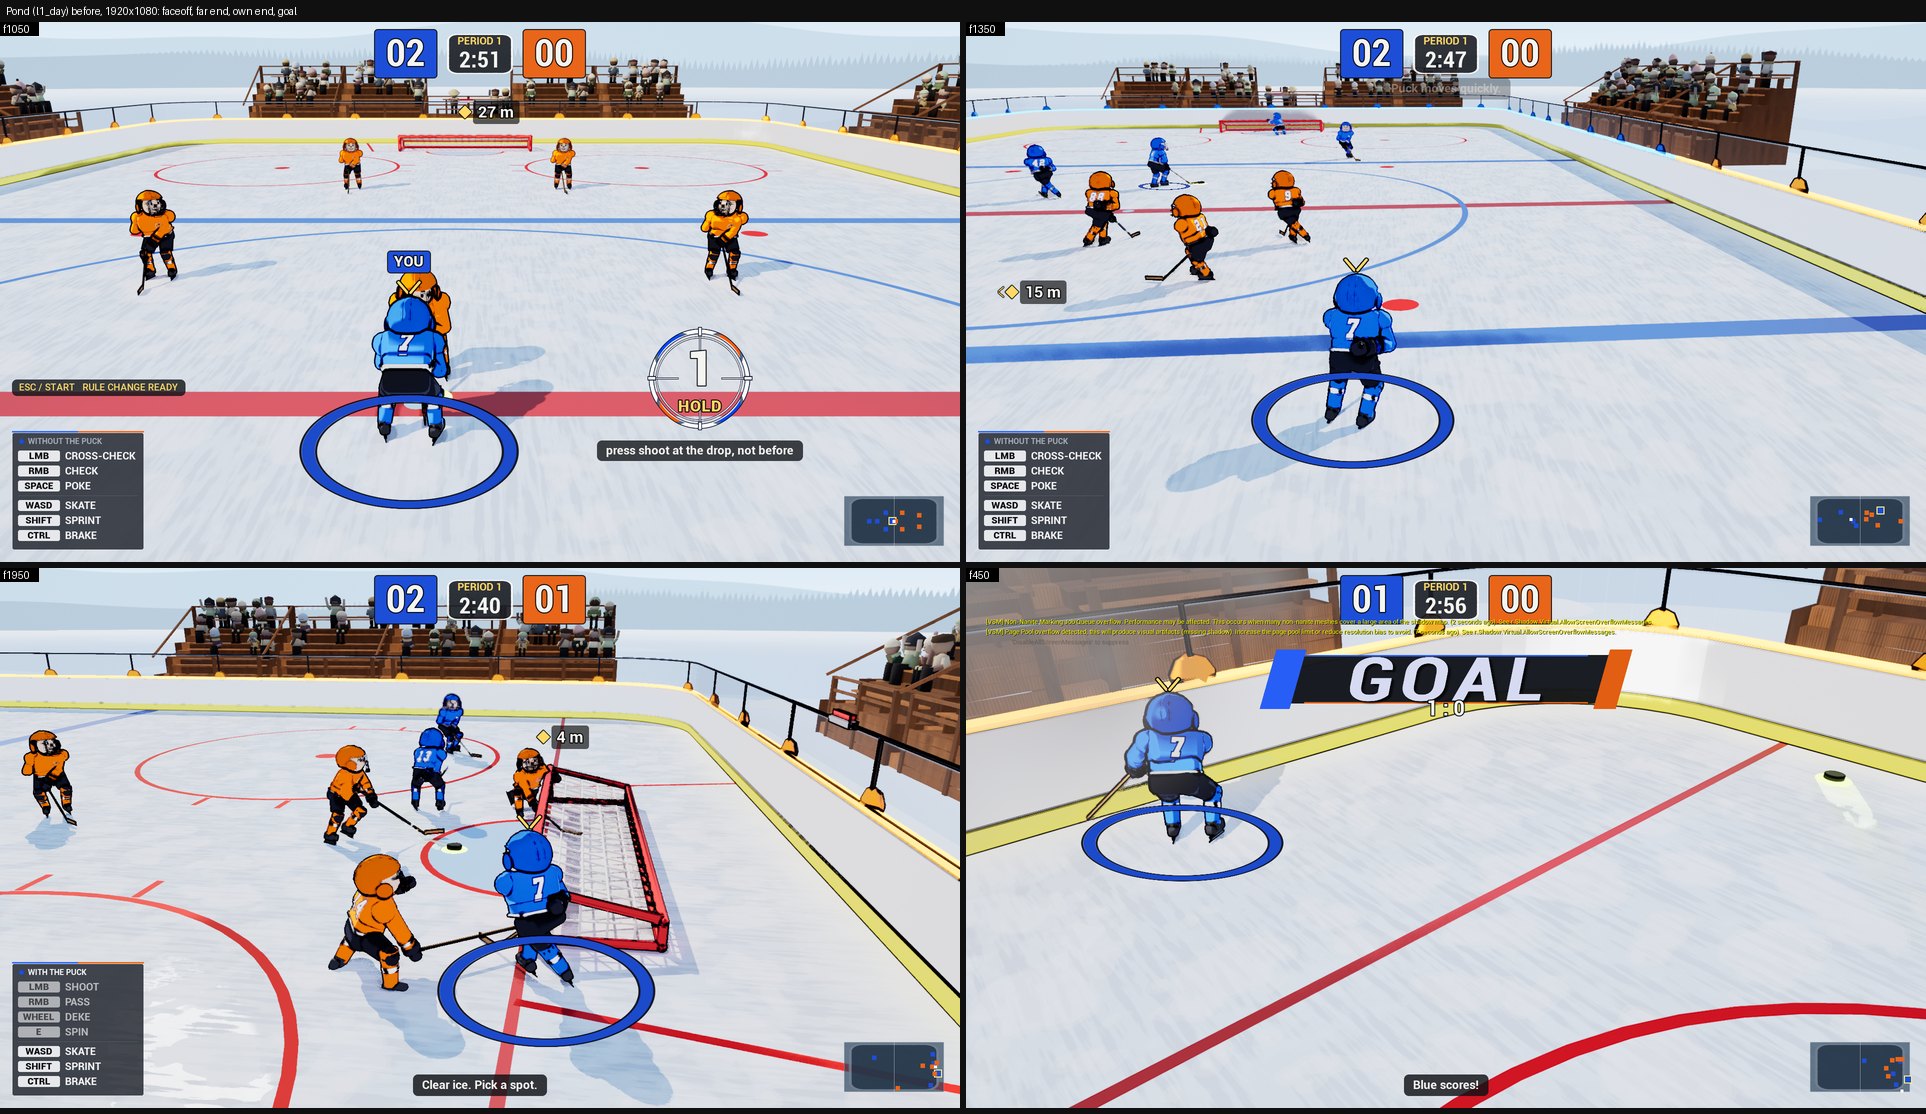 Pond (l1_day) before, 1920x1080: faceoff, far end, own end, goal
f1050
02
PERIOD 1
2:51
00
27 m
YOU
7
1
HOLD
press shoot at the drop, not before
ESC / START RULE CHANGE READY
WITHOUT THE PUCK
LMB CROSS-CHECK
RMB CHECK
SPACE POKE
WASD SKATE
SHIFT SPRINT
CTRL BRAKE
f1350
02
PERIOD 1
2:47
00
Puck moves quickly.
15 m
9
7
WITHOUT THE PUCK
LMB CROSS-CHECK
RMB CHECK
SPACE POKE
WASD SKATE
SHIFT SPRINT
CTRL BRAKE
f1950
02
PERIOD 1
2:40
01
4 m
13
7
WITH THE PUCK
LMB SHOOT
RMB PASS
WHEEL DEKE
E SPIN
WASD SKATE
SHIFT SPRINT
CTRL BRAKE
Clear ice. Pick a spot.
f450
01
PERIOD 1
2:56
00
GOAL
1 : 0
7
Blue scores!